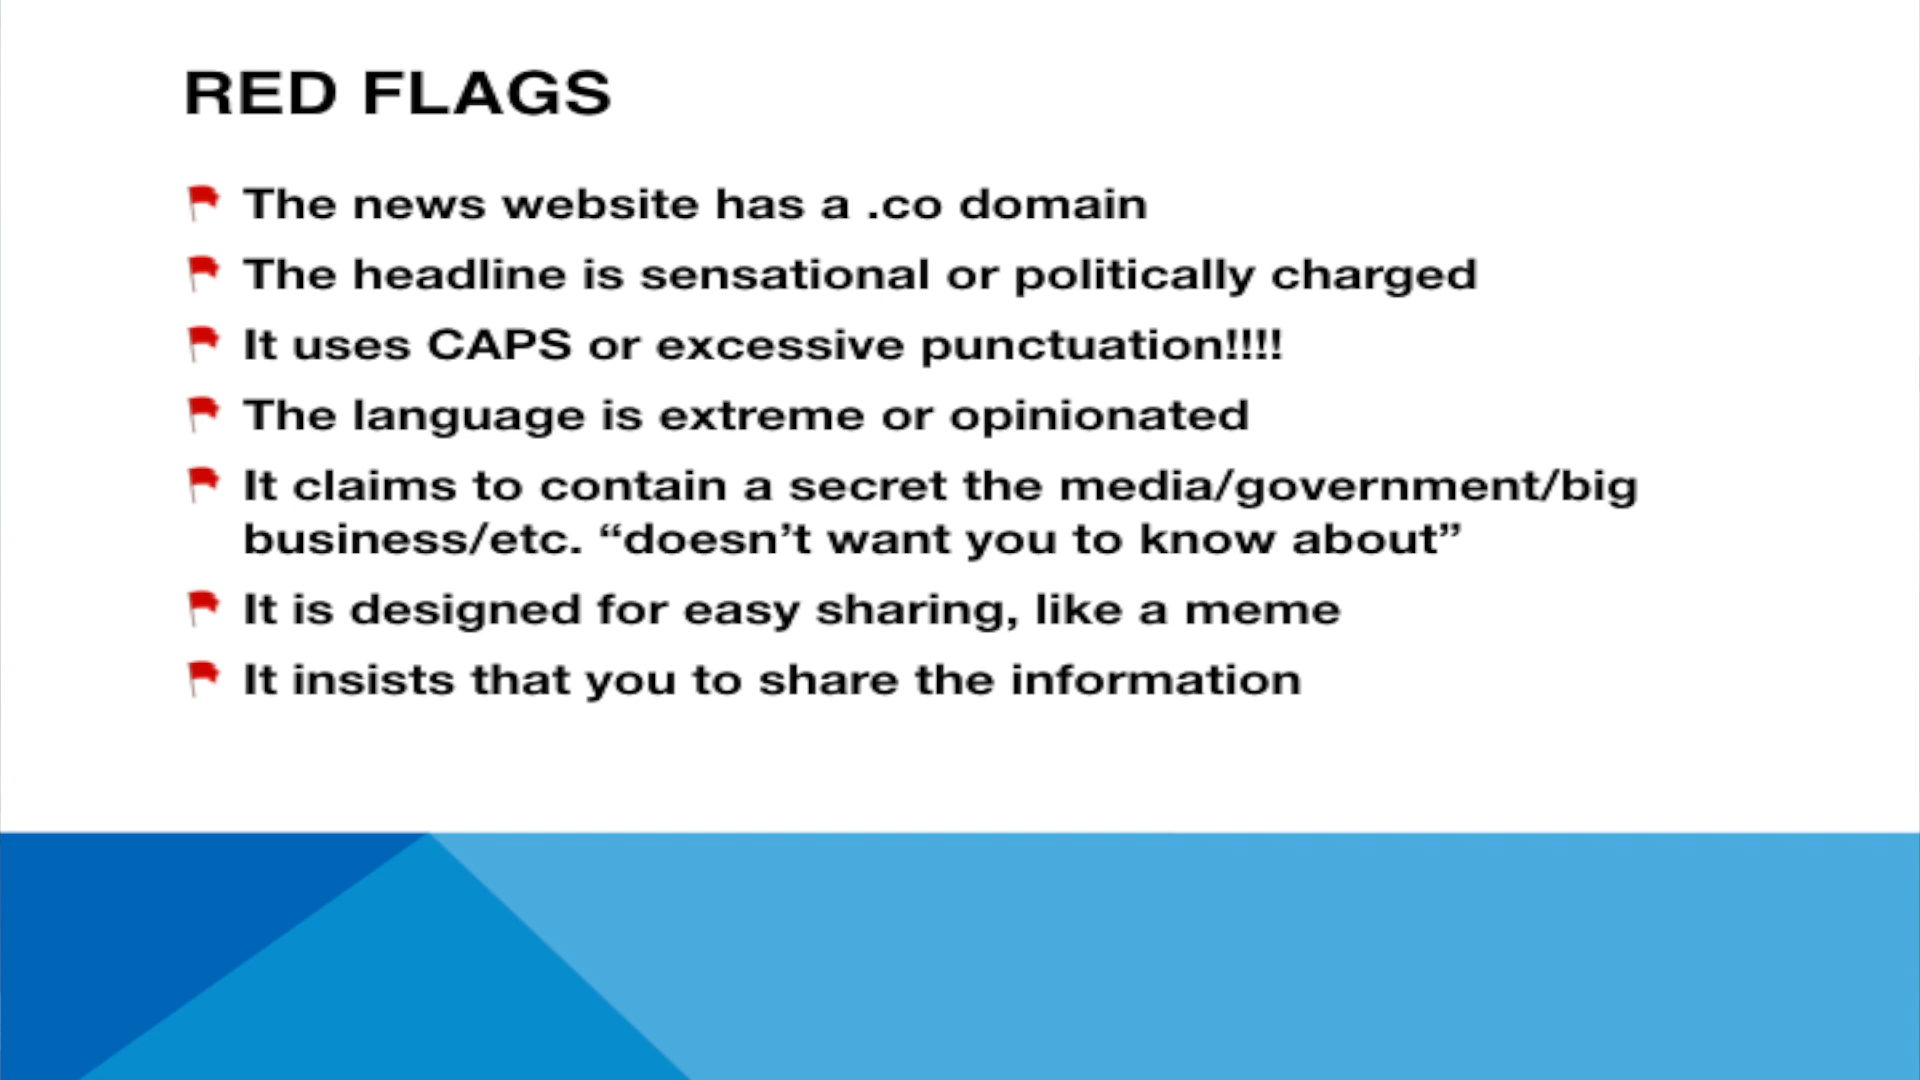 RED FLAGS
The news website has a .co domain
The headline is sensational or politically charged
It uses CAPS or excessive punctuation!!!!
The language is extreme or opinionated
It claims to contain a secret the media/government/big
business/etc. “doesn’t want you to know about”
It is designed for easy sharing, like a meme
It insists that you to share the information